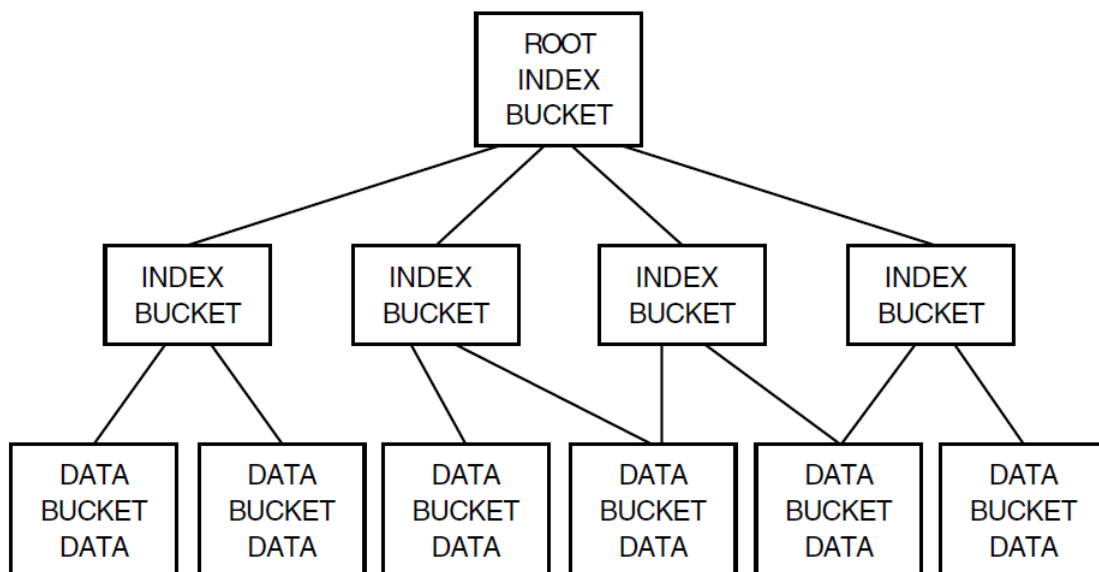 ROOT
INDEX
BUCKET
INDEX
BUCKET
INDEX
BUCKET
INDEX
BUCKET
INDEX
BUCKET
DATA
BUCKET
DATA
DATA
BUCKET
DATA
DATA
BUCKET
DATA
DATA
BUCKET
DATA
DATA
BUCKET
DATA
DATA
BUCKET
DATA